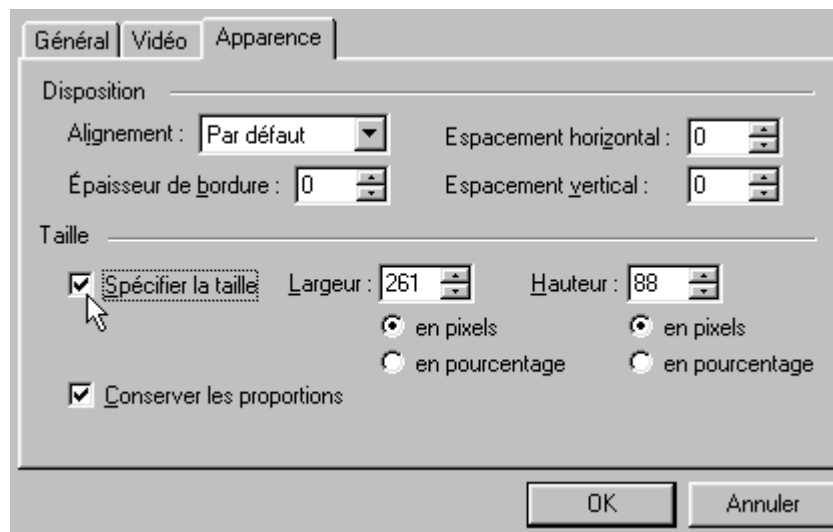 Général Vidéo Apparence
Disposition
Alignement : Par défaut Espacement horizontal : 0
Épaisseur de bordure : 0 Espacement vertical : 0
Taille
Spécifier la taille Largeur : 261 Hauteur : 88
en pixels en pixels
en pourcentage en pourcentage
Conserver les proportions
OK Annuler